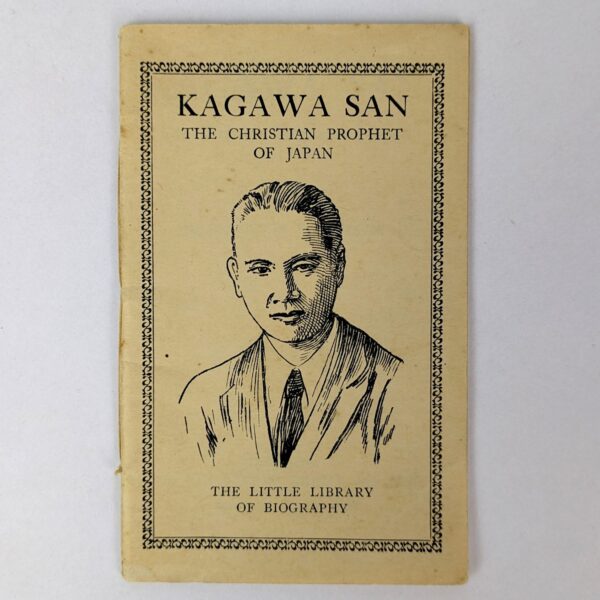 KAGAWA SAN
THE CHRISTIAN PROPHET
OF JAPAN
THE LITTLE LIBRARY
OF BIOGRAPHY